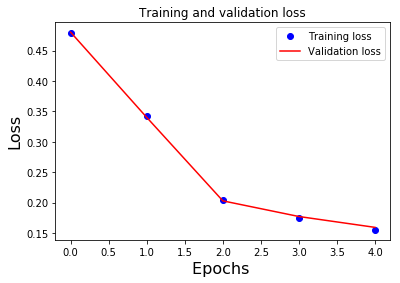 Training and validation loss
Training loss
Validation loss
0.45
0.40
0.35
0.30
0.25
0.20
0.15
Loss
0.0 0.5 1.0 1.5 2.0 2.5 3.0 3.5 4.0
Epochs